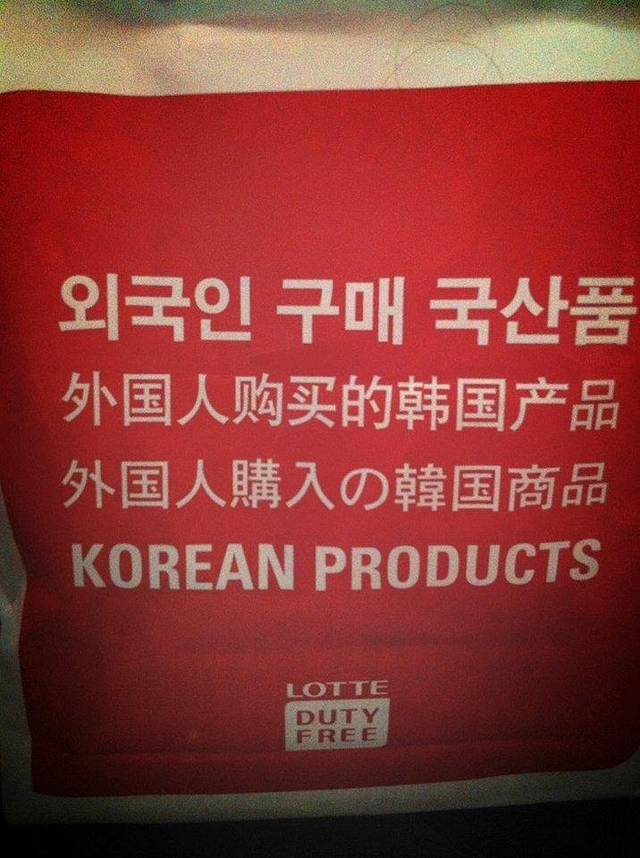 외국인 구매 국산품
外国人购买的韩国产品
外国人購入の韓国商品
KOREAN PRODUCTS
LOTTE
DUTY
FREE